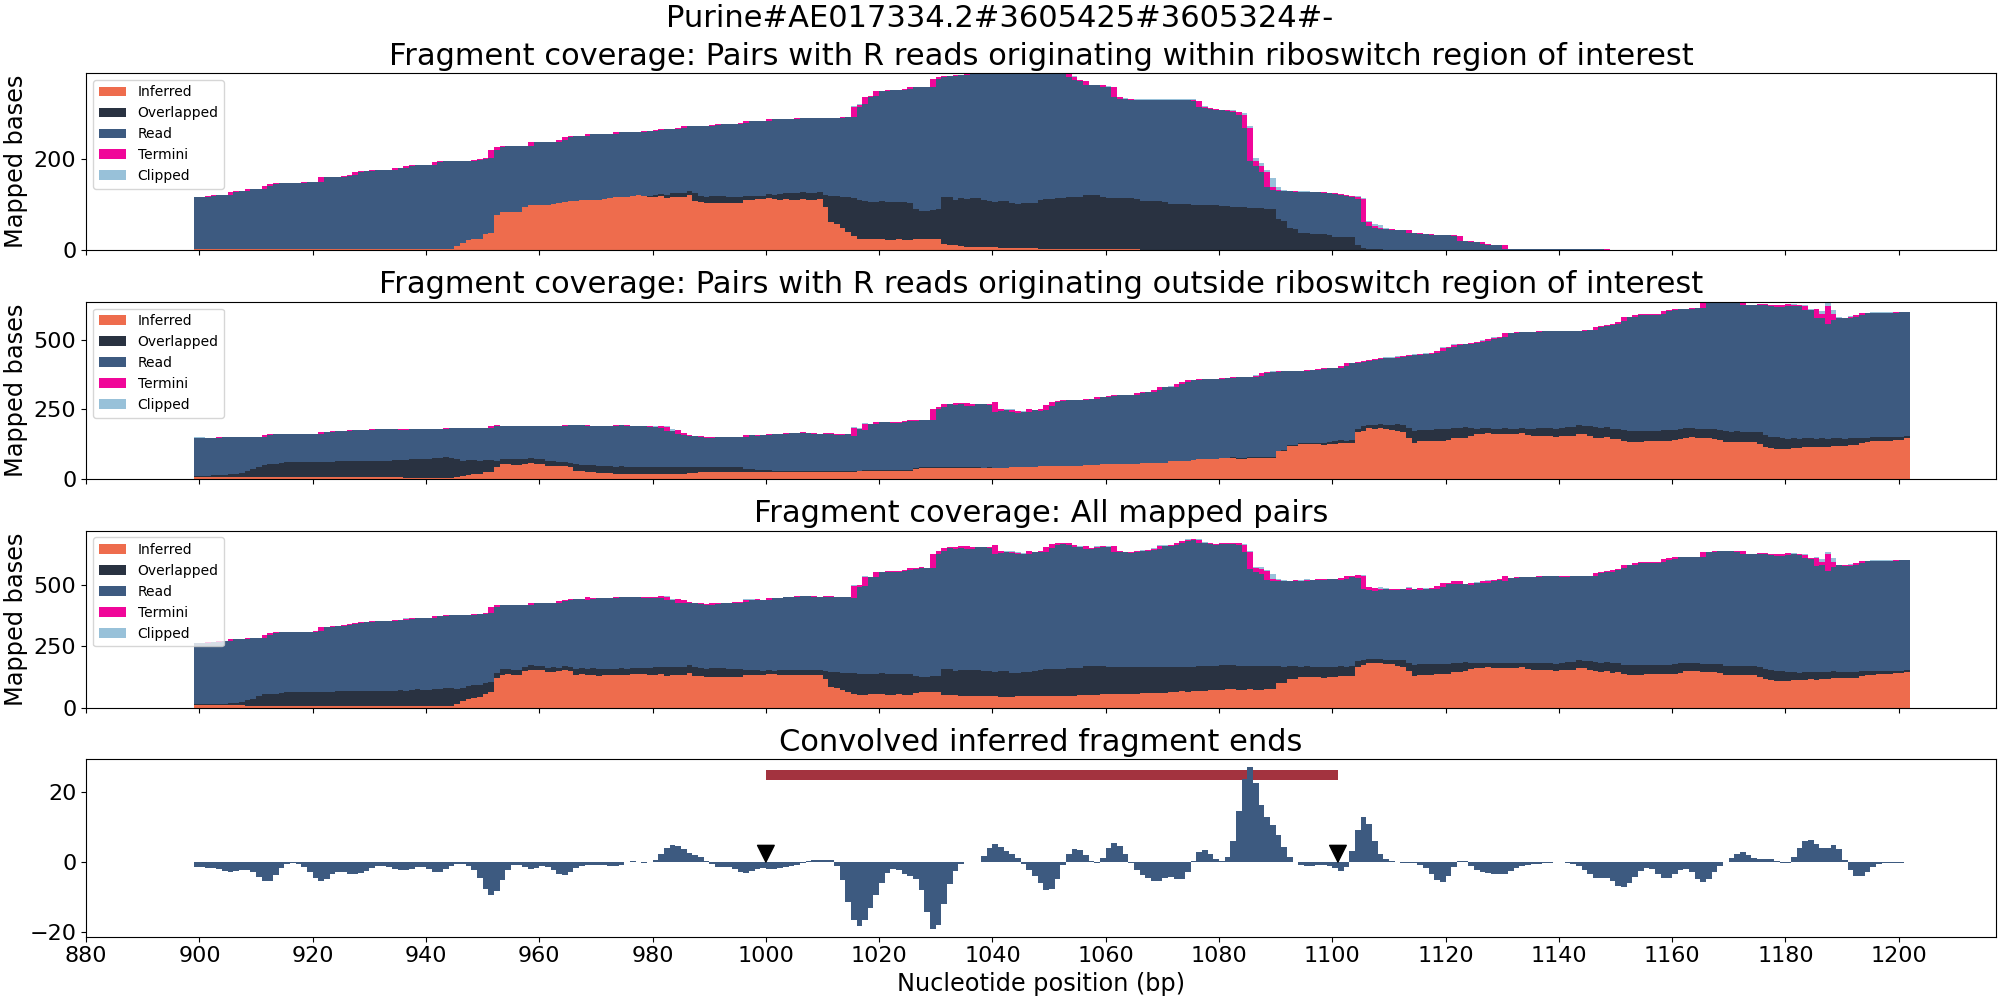 Purine#AE017334.2#3605425#3605324#-
Fragment coverage: Pairs with R reads originating within riboswitch region of interest
Mapped bases
200
0
Inferred
Overlapped
Read
Termini
Clipped
Fragment coverage: Pairs with R reads originating outside riboswitch region of interest
Mapped bases
500
250
0
Inferred
Overlapped
Read
Termini
Clipped
Fragment coverage: All mapped pairs
Mapped bases
500
250
0
Inferred
Overlapped
Read
Termini
Clipped
Convolved inferred fragment ends
20
0
−20
880 900 920 940 960 980 1000 1020 1040 1060 1080 1100 1120 1140 1160 1180 1200
Nucleotide position (bp)